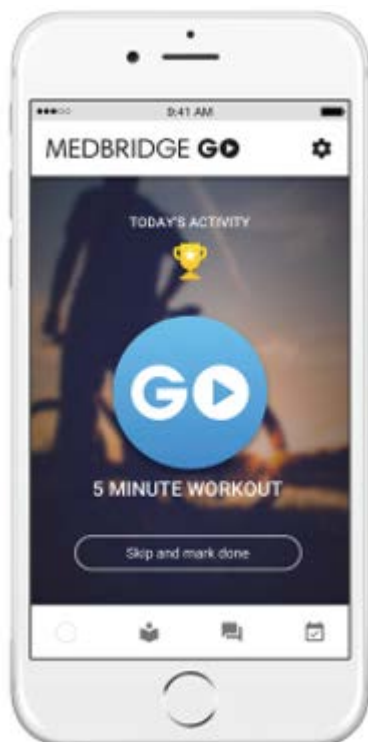 9:41 AM
MEDBRIDGE GO
TODAY'S ACTIVITY
GO
5 MINUTE WORKOUT
Skip and mark done